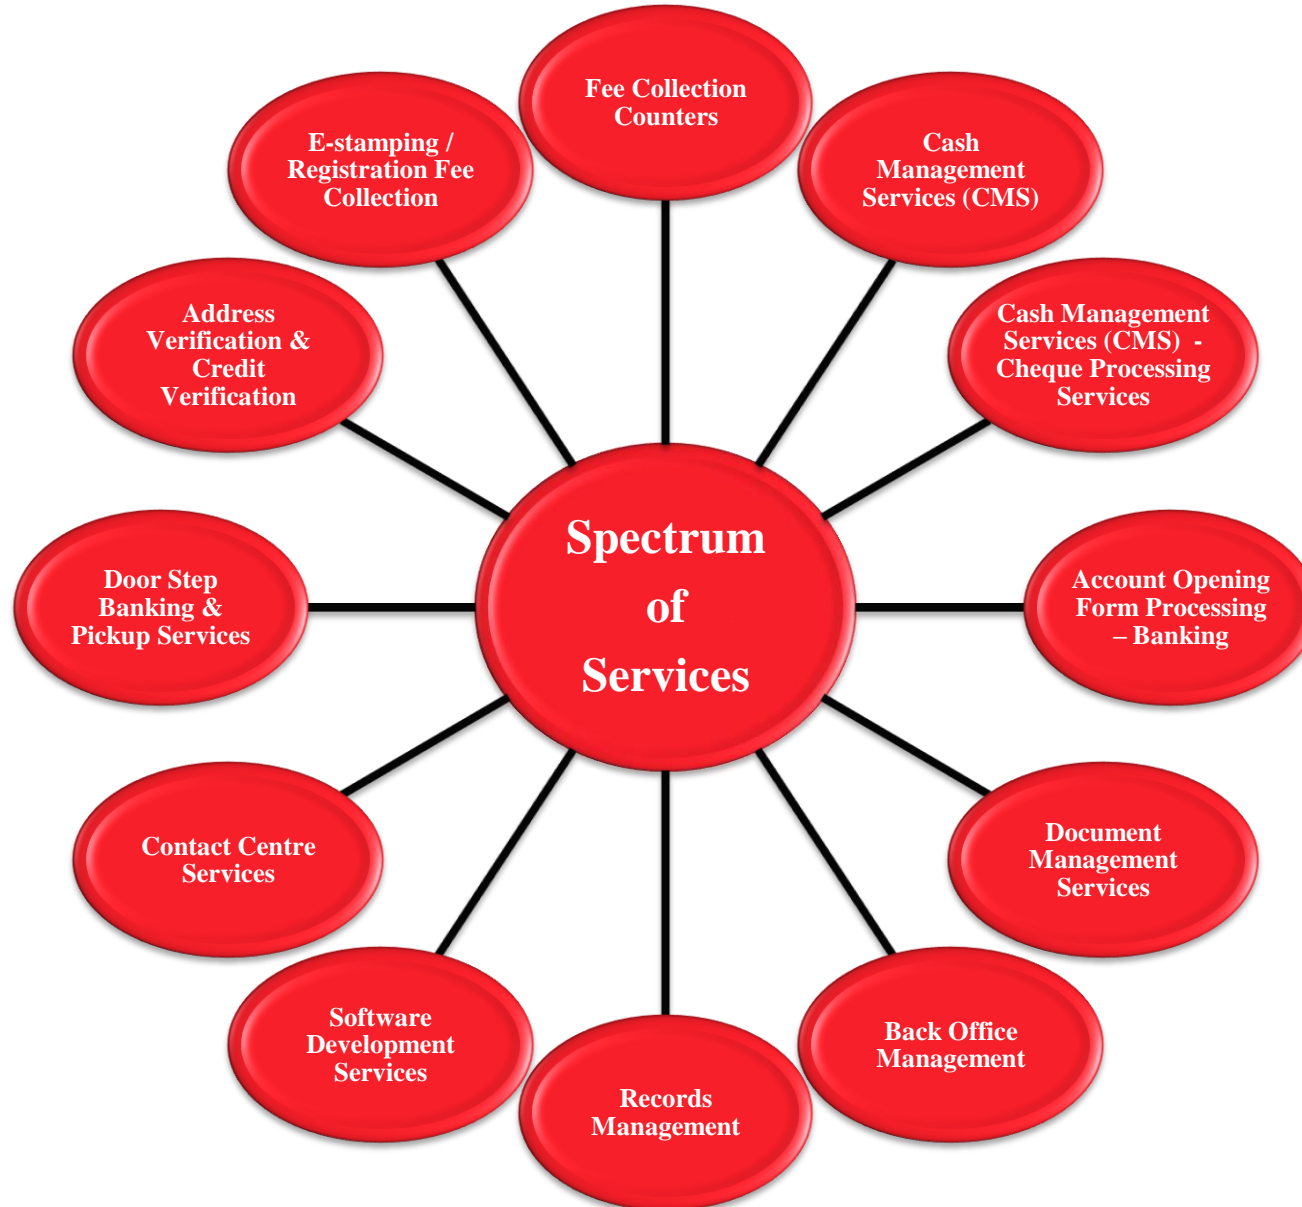 Fee Collection
Counters
Cash
Management
Services (CMS)
Cash Management
Services (CMS)  -
Cheque Processing
Services
Account Opening
Form Processing
– Banking
Document
Management
Services
Back Office
Management
Records
Management
Software
Development
Services
Contact Centre
Services
Door Step
Banking &
Pickup Services
Address
Verification &
Credit
Verification
E-stamping /
Registration Fee
Collection
Spectrum
of
Services